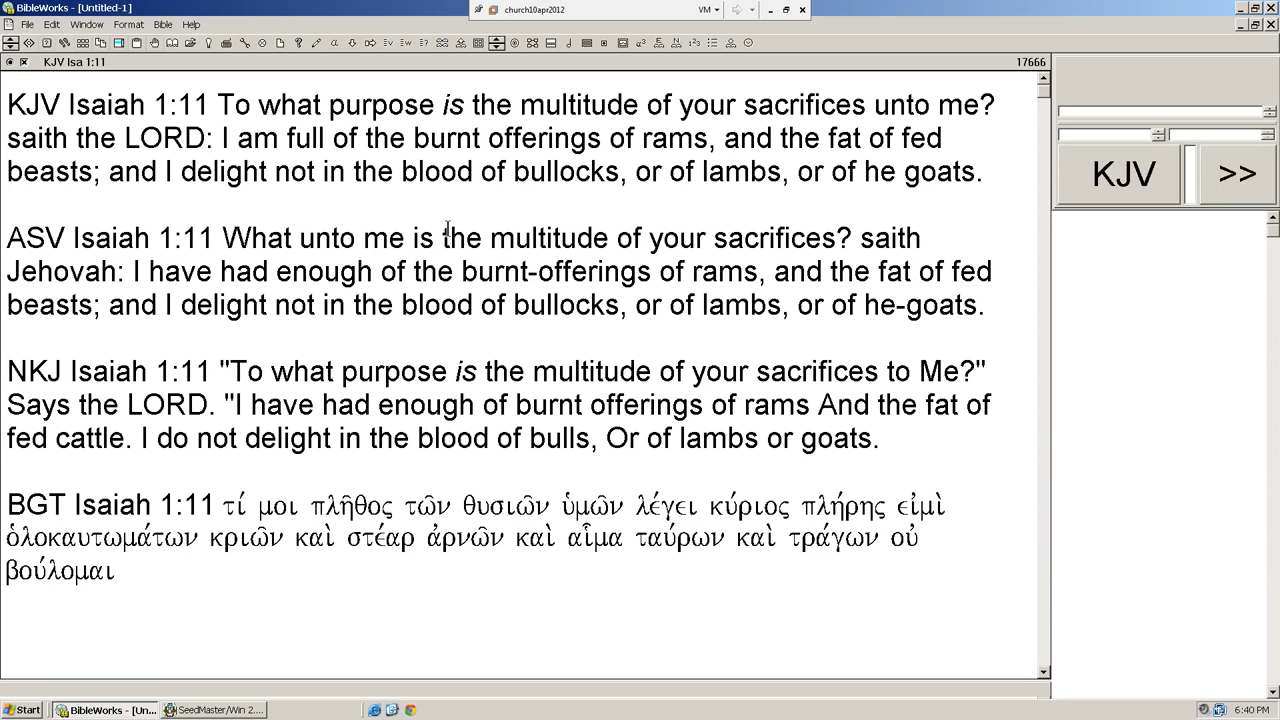 BibleWorks - [Untitled-1]
church10apr2012
VM
File Edit Window Format Bible Help
KJV Isa 1:11
17666
KJV Isaiah 1:11 To what purpose is the multitude of your sacrifices unto me?
saith the LORD: I am full of the burnt offerings of rams, and the fat of fed
beasts; and I delight not in the blood of bullocks, or of lambs, or of he goats.
ASV Isaiah 1:11 What unto me is the multitude of your sacrifices? saith
Jehovah: I have had enough of the burnt-offerings of rams, and the fat of fed
beasts; and I delight not in the blood of bullocks, or of lambs, or of he-goats.
NKJ Isaiah 1:11 "To what purpose is the multitude of your sacrifices to Me?"
Says the LORD. "I have had enough of burnt offerings of rams And the fat of
fed cattle. I do not delight in the blood of bulls, Or of lambs or goats.
BGT Isaiah 1:11 τί μοι πλῆθος τῶν θυσιῶν ὑμῶν λέγει κύριος πλήρης εἰμὶ
ὁλοκαυτωμάτων κριῶν καὶ στέαρ ἀρνῶν καὶ αἷμα ταύρων καὶ τράγων οὐ
βούλομαι
KJV >>
Start BibleWorks - [Un... SeedMaster/Win 2.... 6:40 PM